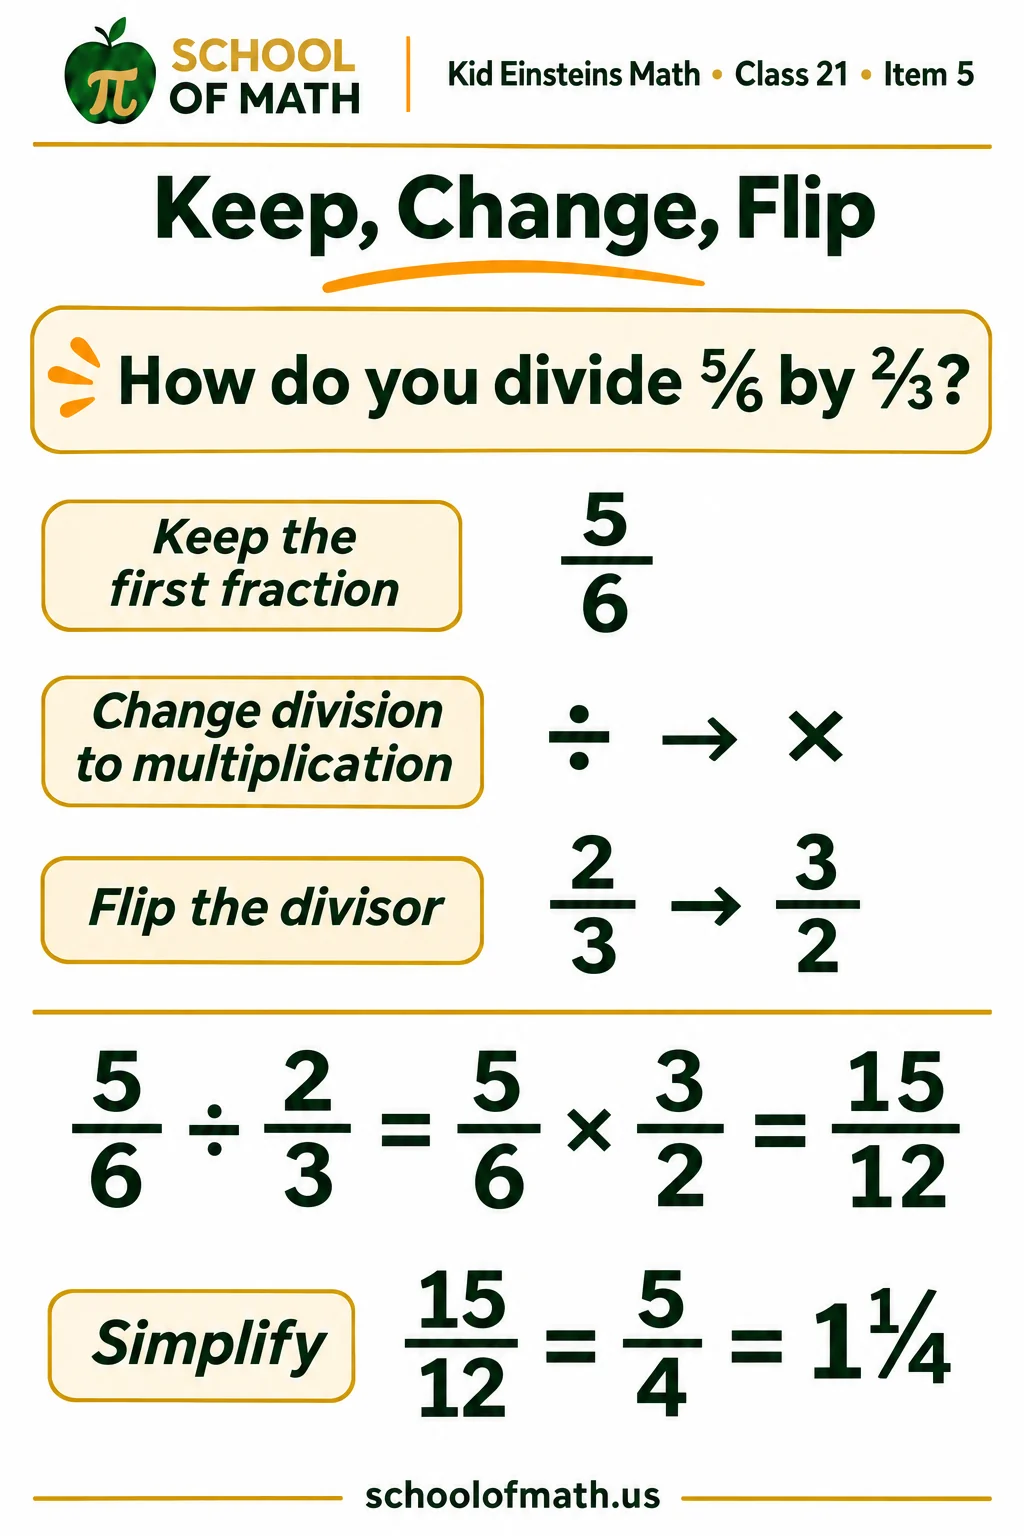 π
SCHOOL
OF MATH
Kid Einsteins Math • Class 21 • Item 5
Keep, Change, Flip
How do you divide ⅚ by ⅔?
Keep the
first fraction
5/6
Change division
to multiplication
÷ → ×
Flip the divisor
2/3 → 3/2
5/6 ÷ 2/3 = 5/6 × 3/2 = 15/12
Simplify
15/12 = 5/4 = 1¼
schoolofmath.us